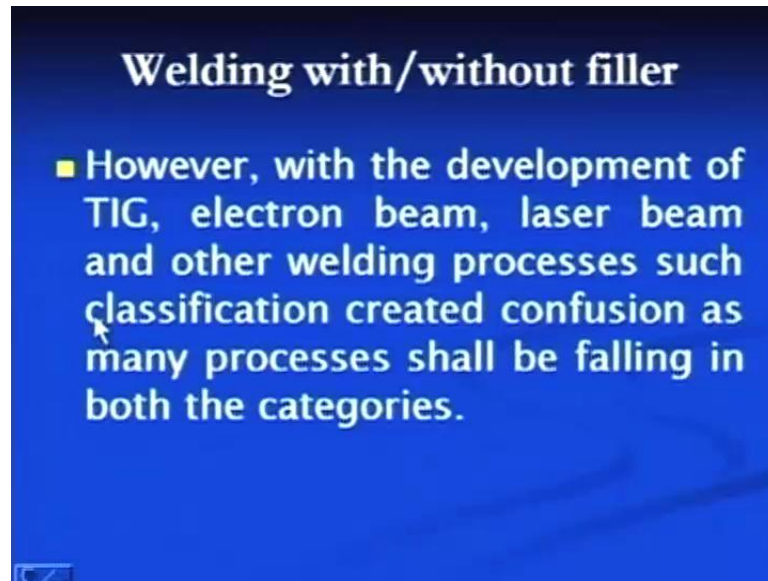 Welding with/without filler
However, with the development of
TIG, electron beam, laser beam
and other welding processes such
classification created confusion as
many processes shall be falling in
both the categories.